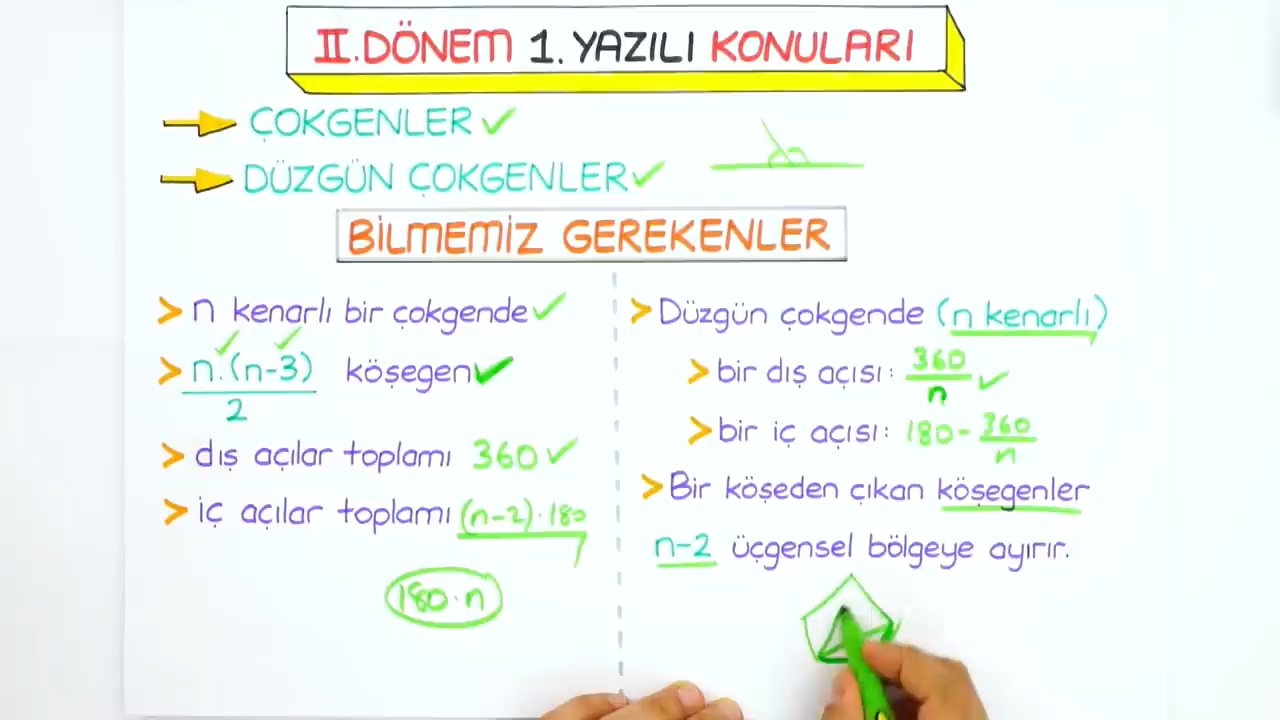 II. DÖNEM 1. YAZILI KONULARI
ÇOKGENLER
DÜZGÜN ÇOKGENLER
BİLMEMİZ GEREKENLER
n kenarlı bir çokgende
n.(n-3)
2
köşegen
dış açılar toplamı 360
iç açılar toplamı (n-2)·180
180·n
Düzgün çokgende (n kenarlı)
bir dış açısı: 360
n
bir iç açısı: 180- 360
n
Bir köşeden çıkan köşegenler
n-2 üçgensel bölgeye ayırır.